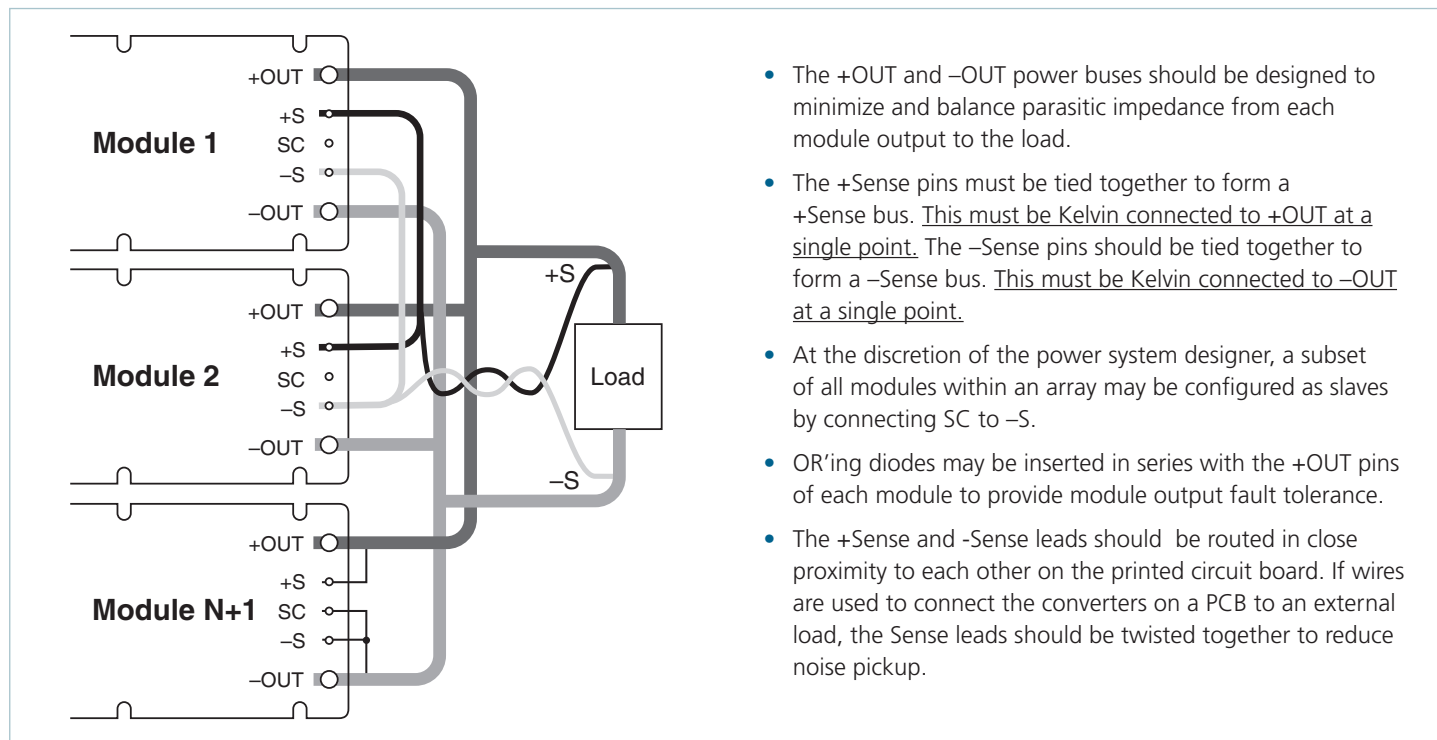 +OUT
+S
Module 1
SC
–S
–OUT
+OUT
+S
Module 2
SC
–S
–OUT
+OUT
+S
Module N+1
SC
–S
–OUT
+S
Load
–S
• The +OUT and –OUT power buses should be designed to
minimize and balance parasitic impedance from each
module output to the load.
• The +Sense pins must be tied together to form a
+Sense bus. This must be Kelvin connected to +OUT at a
single point. The –Sense pins should be tied together to
form a –Sense bus. This must be Kelvin connected to –OUT
at a single point.
• At the discretion of the power system designer, a subset
of all modules within an array may be configured as slaves
by connecting SC to –S.
• OR'ing diodes may be inserted in series with the +OUT pins
of each module to provide module output fault tolerance.
• The +Sense and -Sense leads should  be routed in close
proximity to each other on the printed circuit board. If wires
are used to connect the converters on a PCB to an external
load, the Sense leads should be twisted together to reduce
noise pickup.